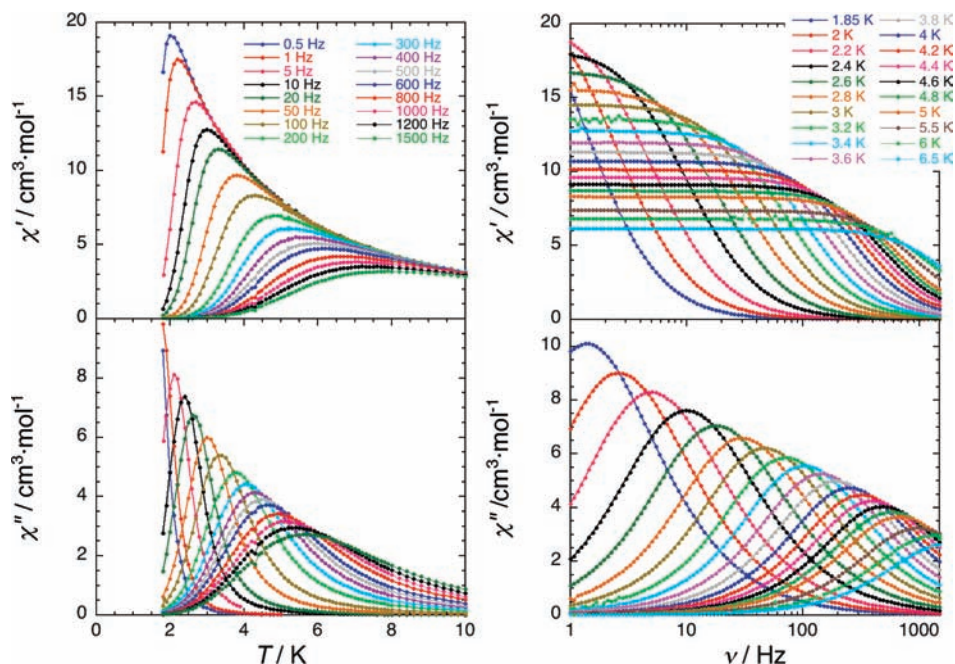 20
15
10
5
0
χ' / cm³·mol⁻¹
0.5 Hz
1 Hz
5 Hz
10 Hz
20 Hz
50 Hz
100 Hz
200 Hz
300 Hz
400 Hz
500 Hz
600 Hz
800 Hz
1000 Hz
1200 Hz
1500 Hz
20
15
10
5
0
χ' / cm³·mol⁻¹
1.85 K
2 K
2.2 K
2.4 K
2.6 K
2.8 K
3 K
3.2 K
3.4 K
3.6 K
3.8 K
4 K
4.2 K
4.4 K
4.6 K
4.8 K
5 K
5.5 K
6 K
6.5 K
8
6
4
2
0
χ'' / cm³·mol⁻¹
0
2
4
6
8
10
T / K
10
8
6
4
2
0
χ'' /cm³·mol⁻¹
1
10
100
1000
ν / Hz